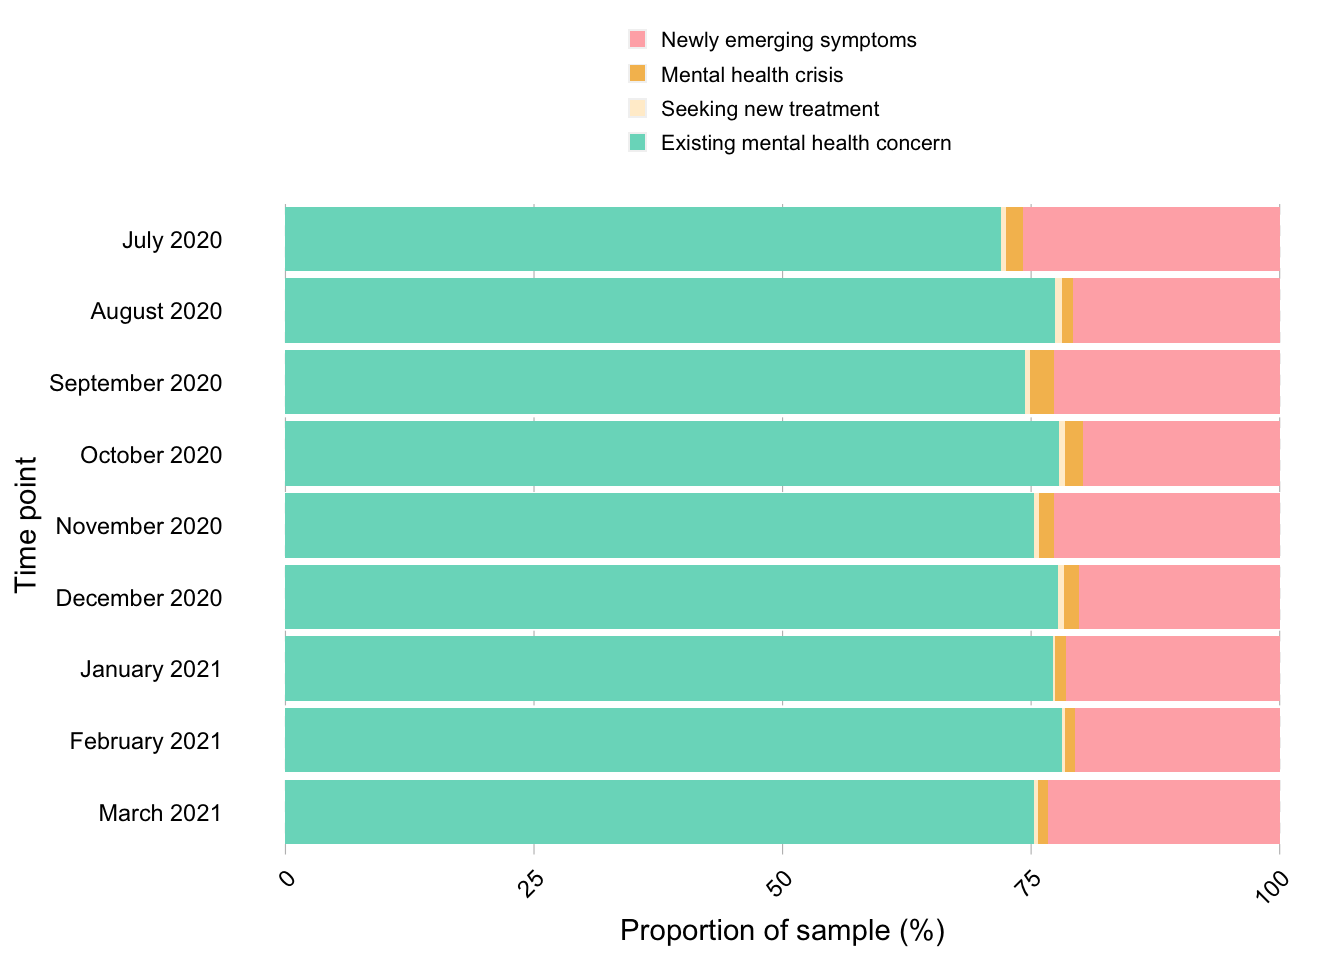 Newly emerging symptoms
Mental health crisis
Seeking new treatment
Existing mental health concern
Time point
July 2020
August 2020
September 2020
October 2020
November 2020
December 2020
January 2021
February 2021
March 2021
0
25
50
75
100
Proportion of sample (%)